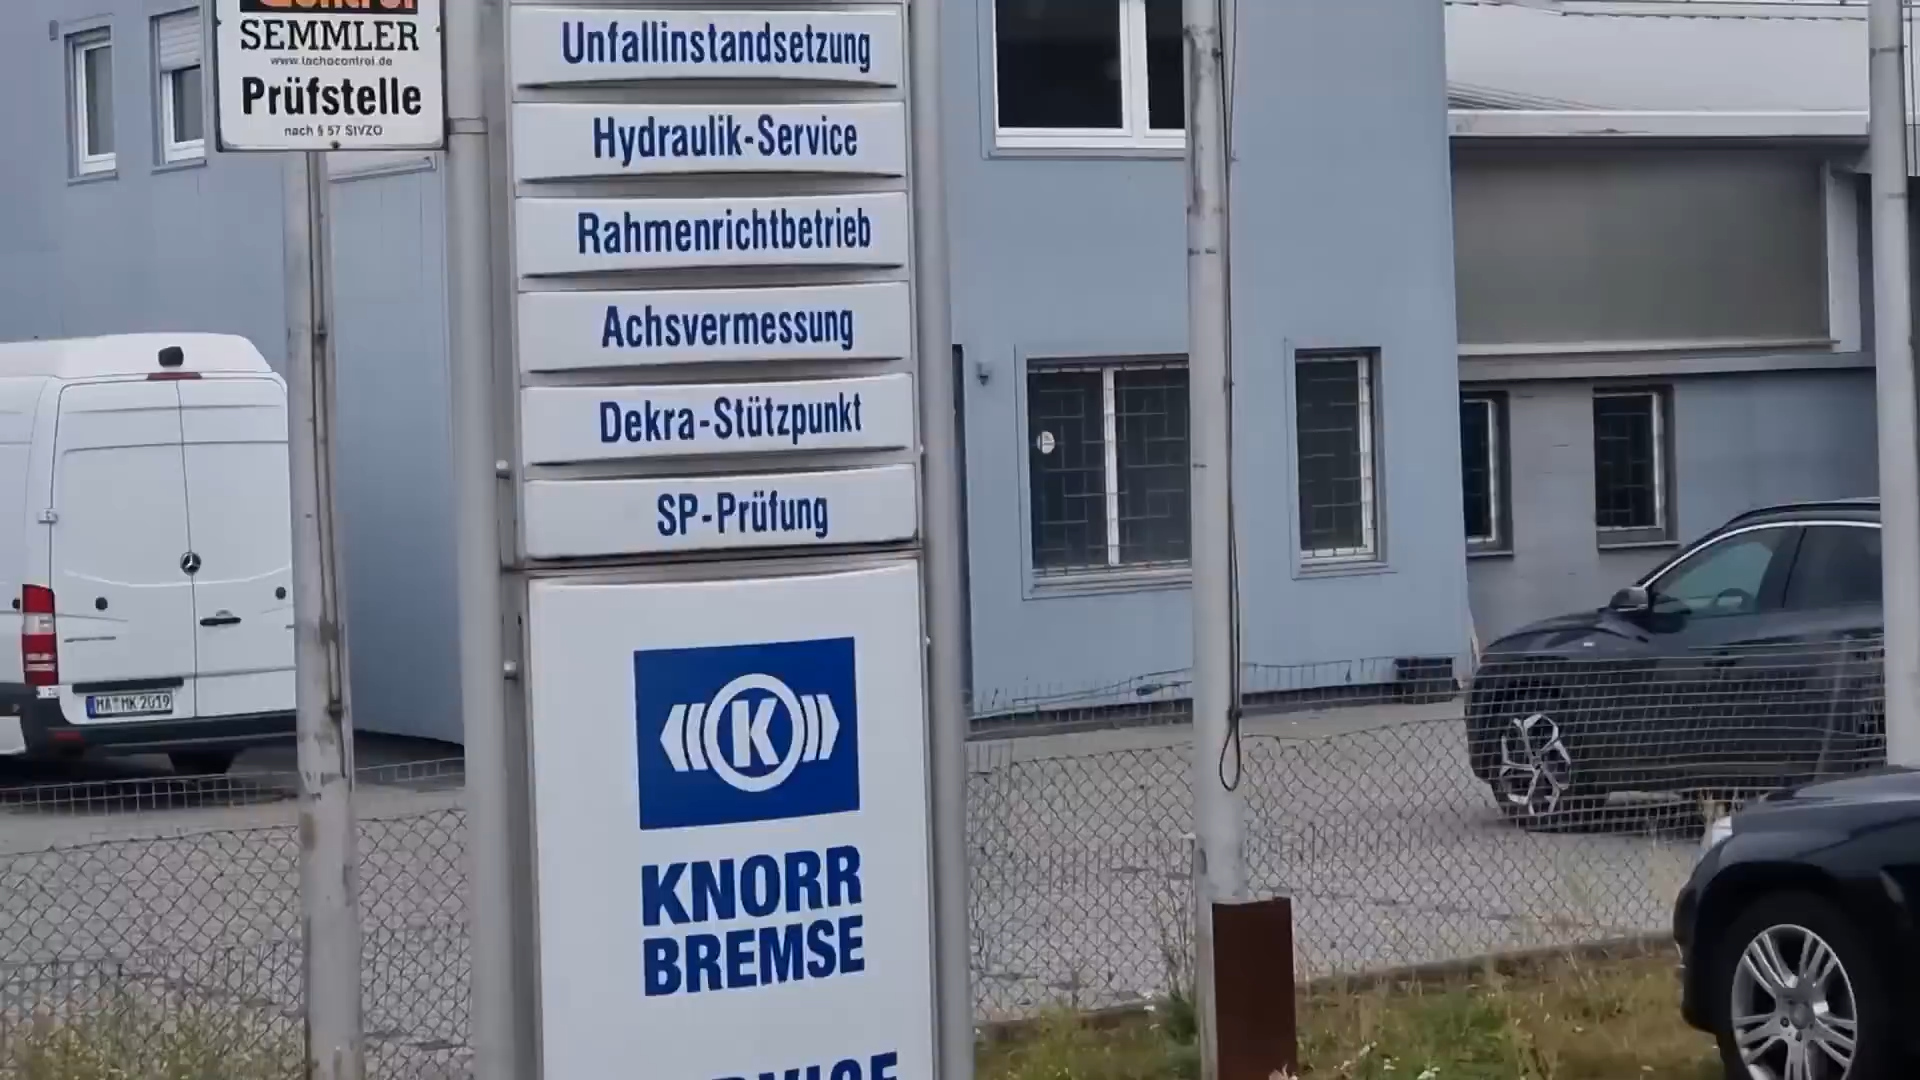 SEMMLER
www.tachocontrol.de
Prüfstelle
nach § 57 StVZO
Unfallinstandsetzung
Hydraulik-Service
Rahmenrichtbetrieb
Achsvermessung
Dekra-Stützpunkt
SP-Prüfung
K
KNORR
BREMSE
MA MK 2019